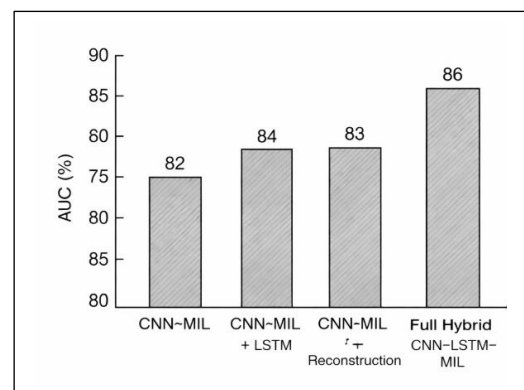 90
85
80
75
80
85
80
AUC (%)
82
84
83
86
CNN~MIL
CNN~MIL
+ LSTM
CNN-MIL
Reconstruction
Full Hybrid
CNN–LSTM–
MIL